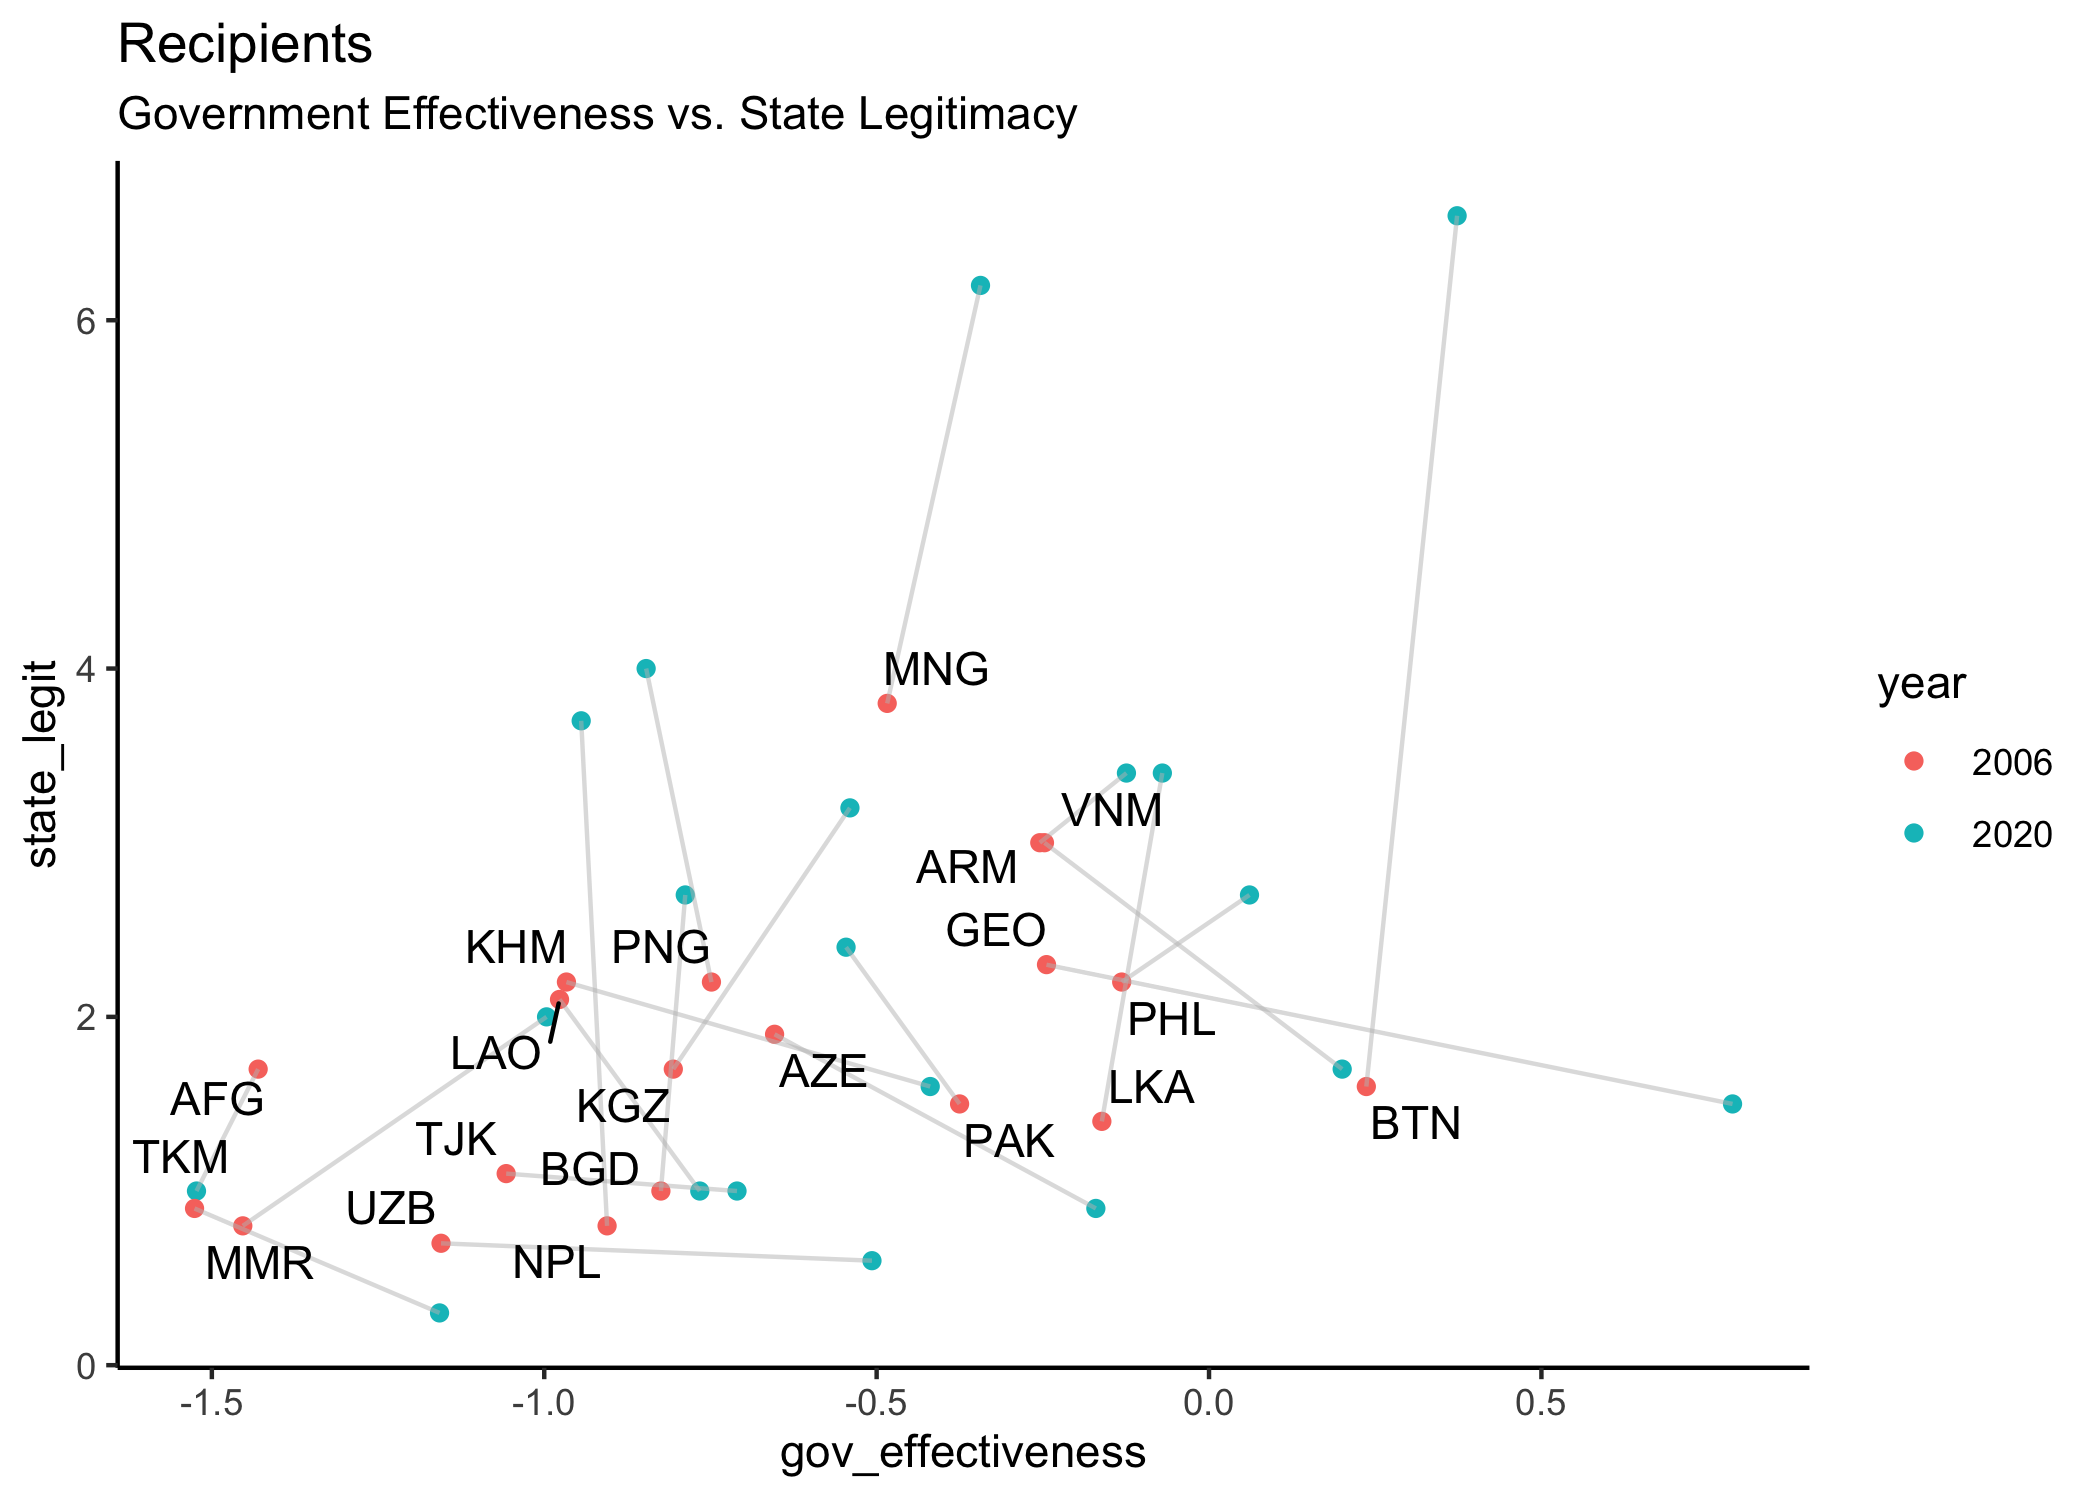 Recipients
Government Effectiveness vs. State Legitimacy
state_legit
6
4
2
0
MNG
VNM
ARM
GEO
KHM PNG
PHL
LAO
AZE
LKA
AFG
KGZ
BTN
TJK
PAK
TKM
BGD
UZB
MMR
NPL
-1.5 -1.0 -0.5 0.0 0.5
gov_effectiveness
year
2006
2020